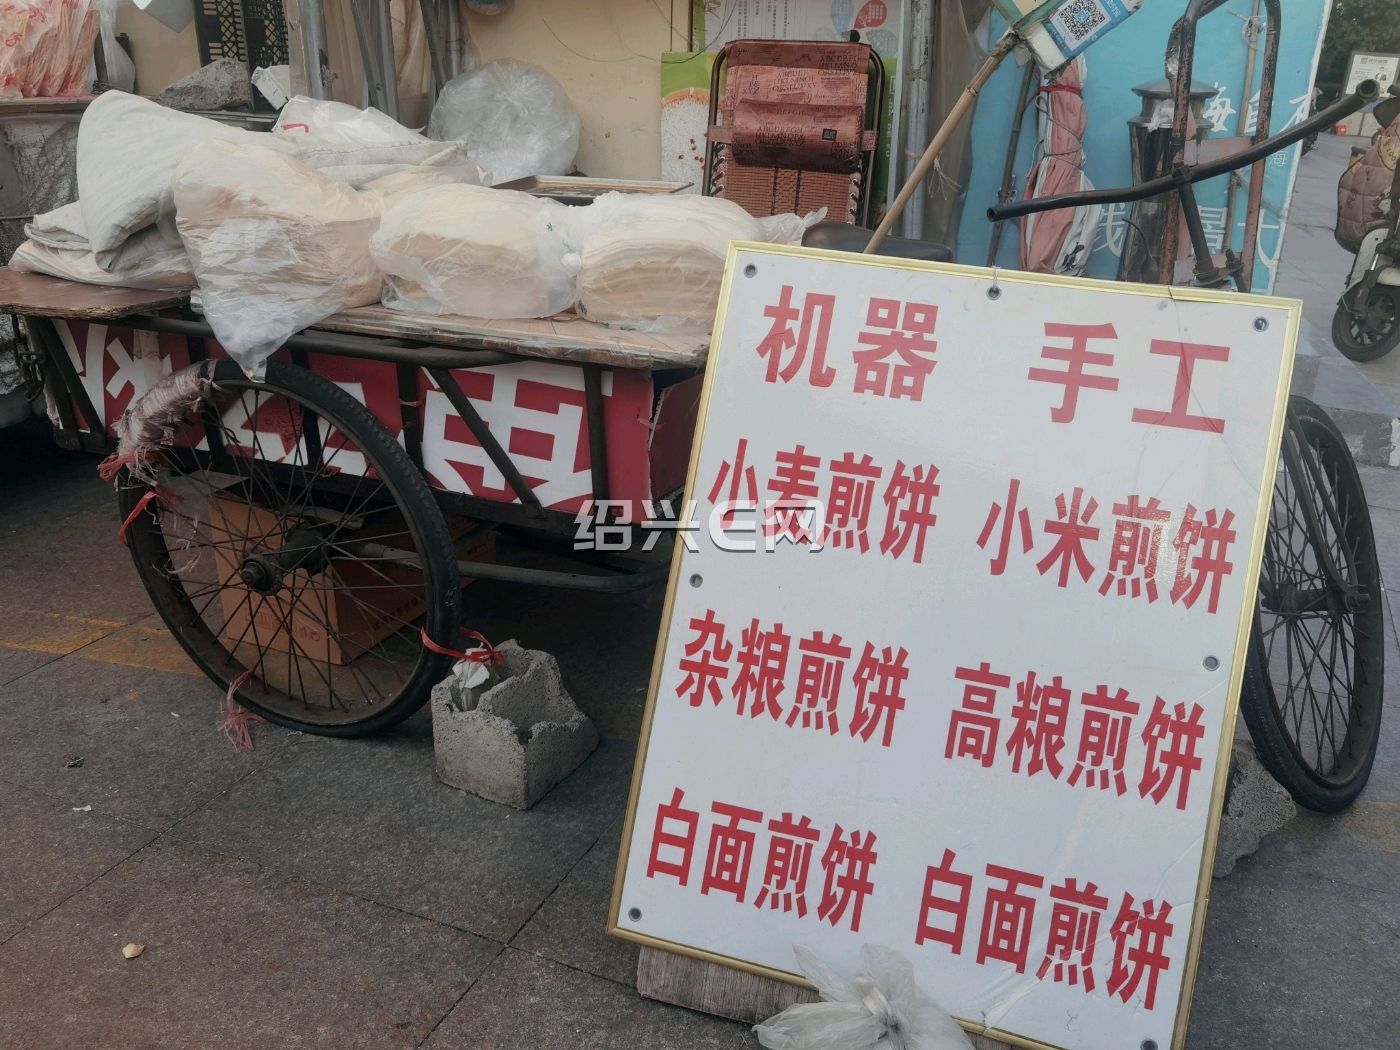 机器 手工
小麦煎饼 小米煎饼
杂粮煎饼 高粮煎饼
白面煎饼 白面煎饼
绍兴E网